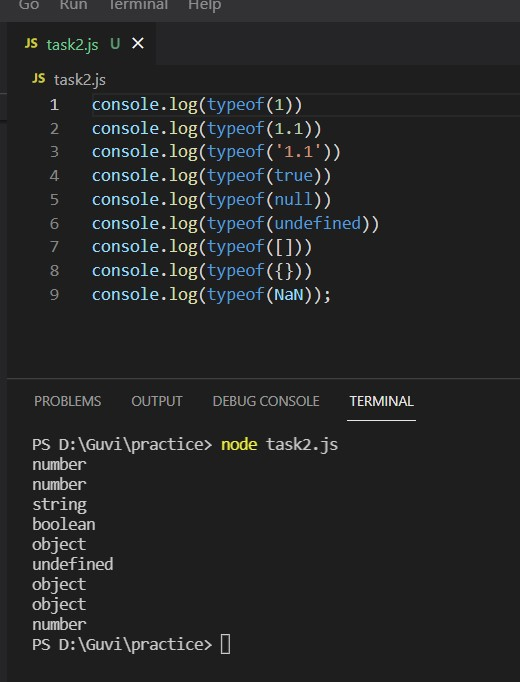 Go Run Terminal Help
JS task2.js U ×
JS task2.js
1 console.log(typeof(1))
2 console.log(typeof(1.1))
3 console.log(typeof('1.1'))
4 console.log(typeof(true))
5 console.log(typeof(null))
6 console.log(typeof(undefined))
7 console.log(typeof([]))
8 console.log(typeof({}))
9 console.log(typeof(NaN));
PROBLEMS OUTPUT DEBUG CONSOLE TERMINAL
PS D:\Guvi\practice> node task2.js
number
number
string
boolean
object
undefined
object
object
number
PS D:\Guvi\practice>